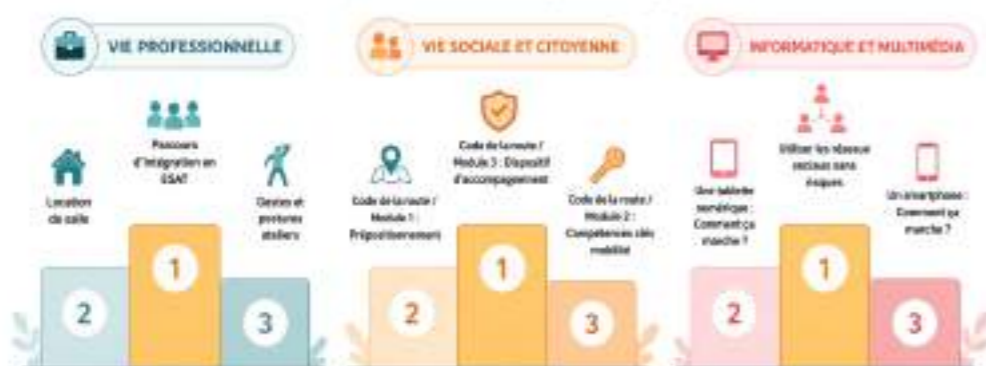 VIE PROFESSIONNELLE
Parcours
d'intégration en
ESAT
Location
de salle
Gestes et
postures
ateliers
1
2
3
VIE SOCIALE ET CITOYENNE
Code de la route /
Module 3 : Dispositif
d'accompagnement
Code de la route /
Module 1 :
Prépositionnement
Code de la route /
Module 2 :
Compétences clés
mobilité
1
2
3
INFORMATIQUE ET MULTIMÉDIA
Utiliser les réseaux
sociaux sans
risques
Une tablette
numérique :
Comment ça
marche ?
Un smartphone :
Comment ça
marche ?
1
2
3